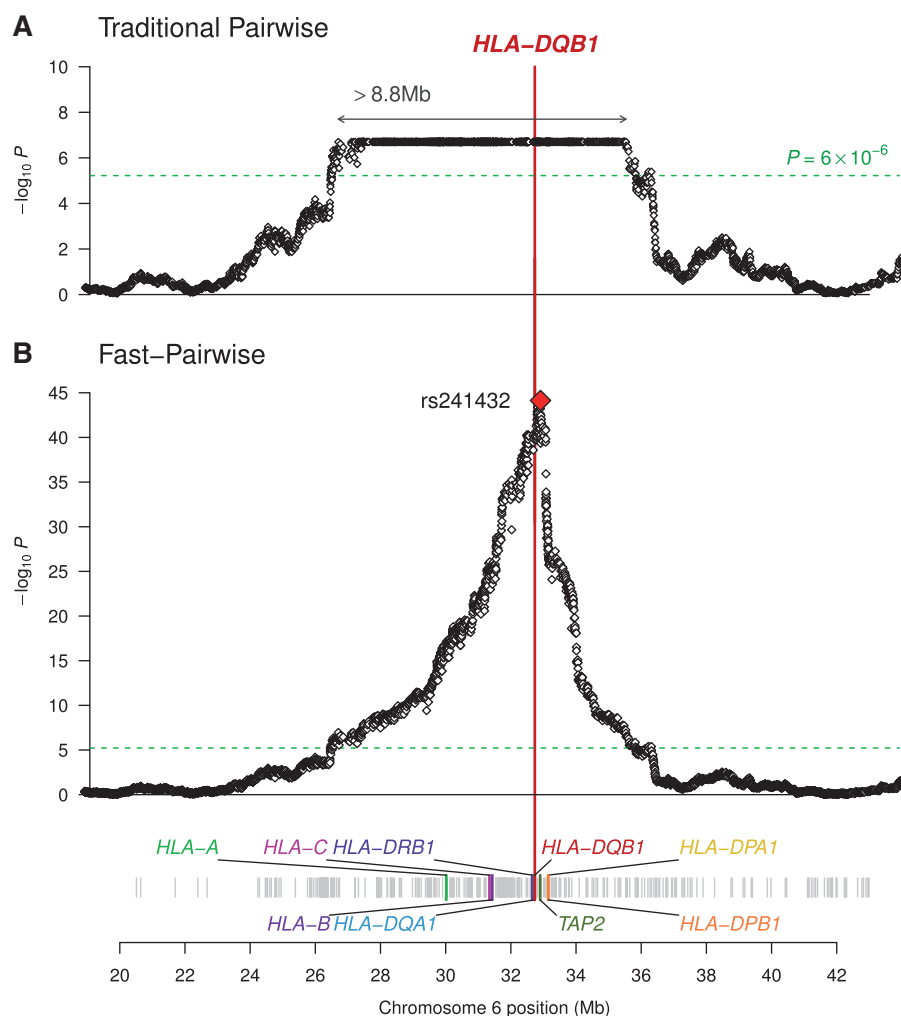 A Traditional Pairwise
HLA−DQB1
> 8.8Mb
P = 6 × 10⁻⁶
−log₁₀ P
10
8
6
4
2
0
B Fast−Pairwise
rs241432
−log₁₀ P
45
40
35
30
25
20
15
10
5
0
HLA−A HLA−C HLA−DRB1 HLA−DQB1 HLA−DPA1
HLA−B HLA−DQA1 TAP2 HLA−DPB1
20 22 24 26 28 30 32 34 36 38 40 42
Chromosome 6 position (Mb)